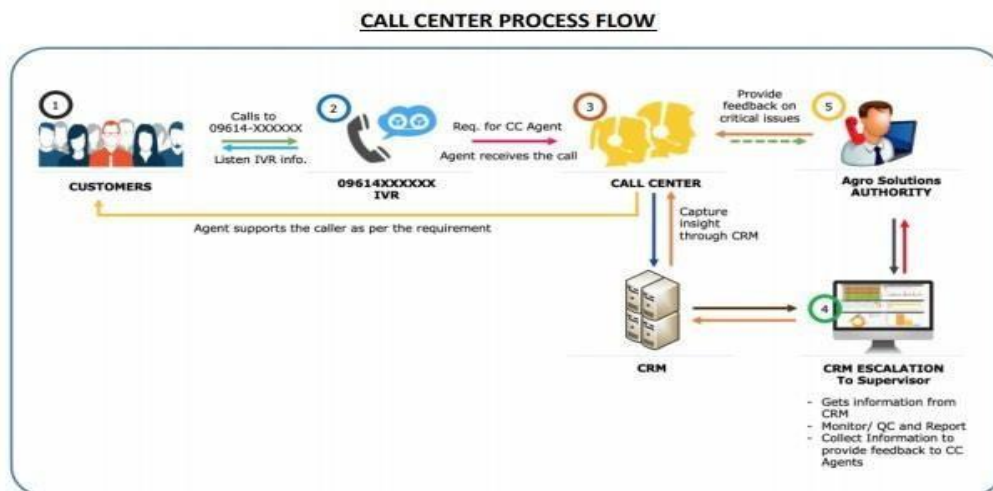 CALL CENTER PROCESS FLOW
1
2
3
5
Calls to
09614-XXXXXX
Listen IVR info.
Req. for CC Agent
Agent receives the call
Provide
feedback on
critical issues
CUSTOMERS
09614XXXXXX
IVR
CALL CENTER
Agro Solutions
AUTHORITY
Agent supports the caller as per the requirement
Capture
insight
through CRM
4
CRM
CRM ESCALATION
To Supervisor
- Gets information from
CRM
- Monitor/ QC and Report
- Collect Information to
provide feedback to CC
Agents